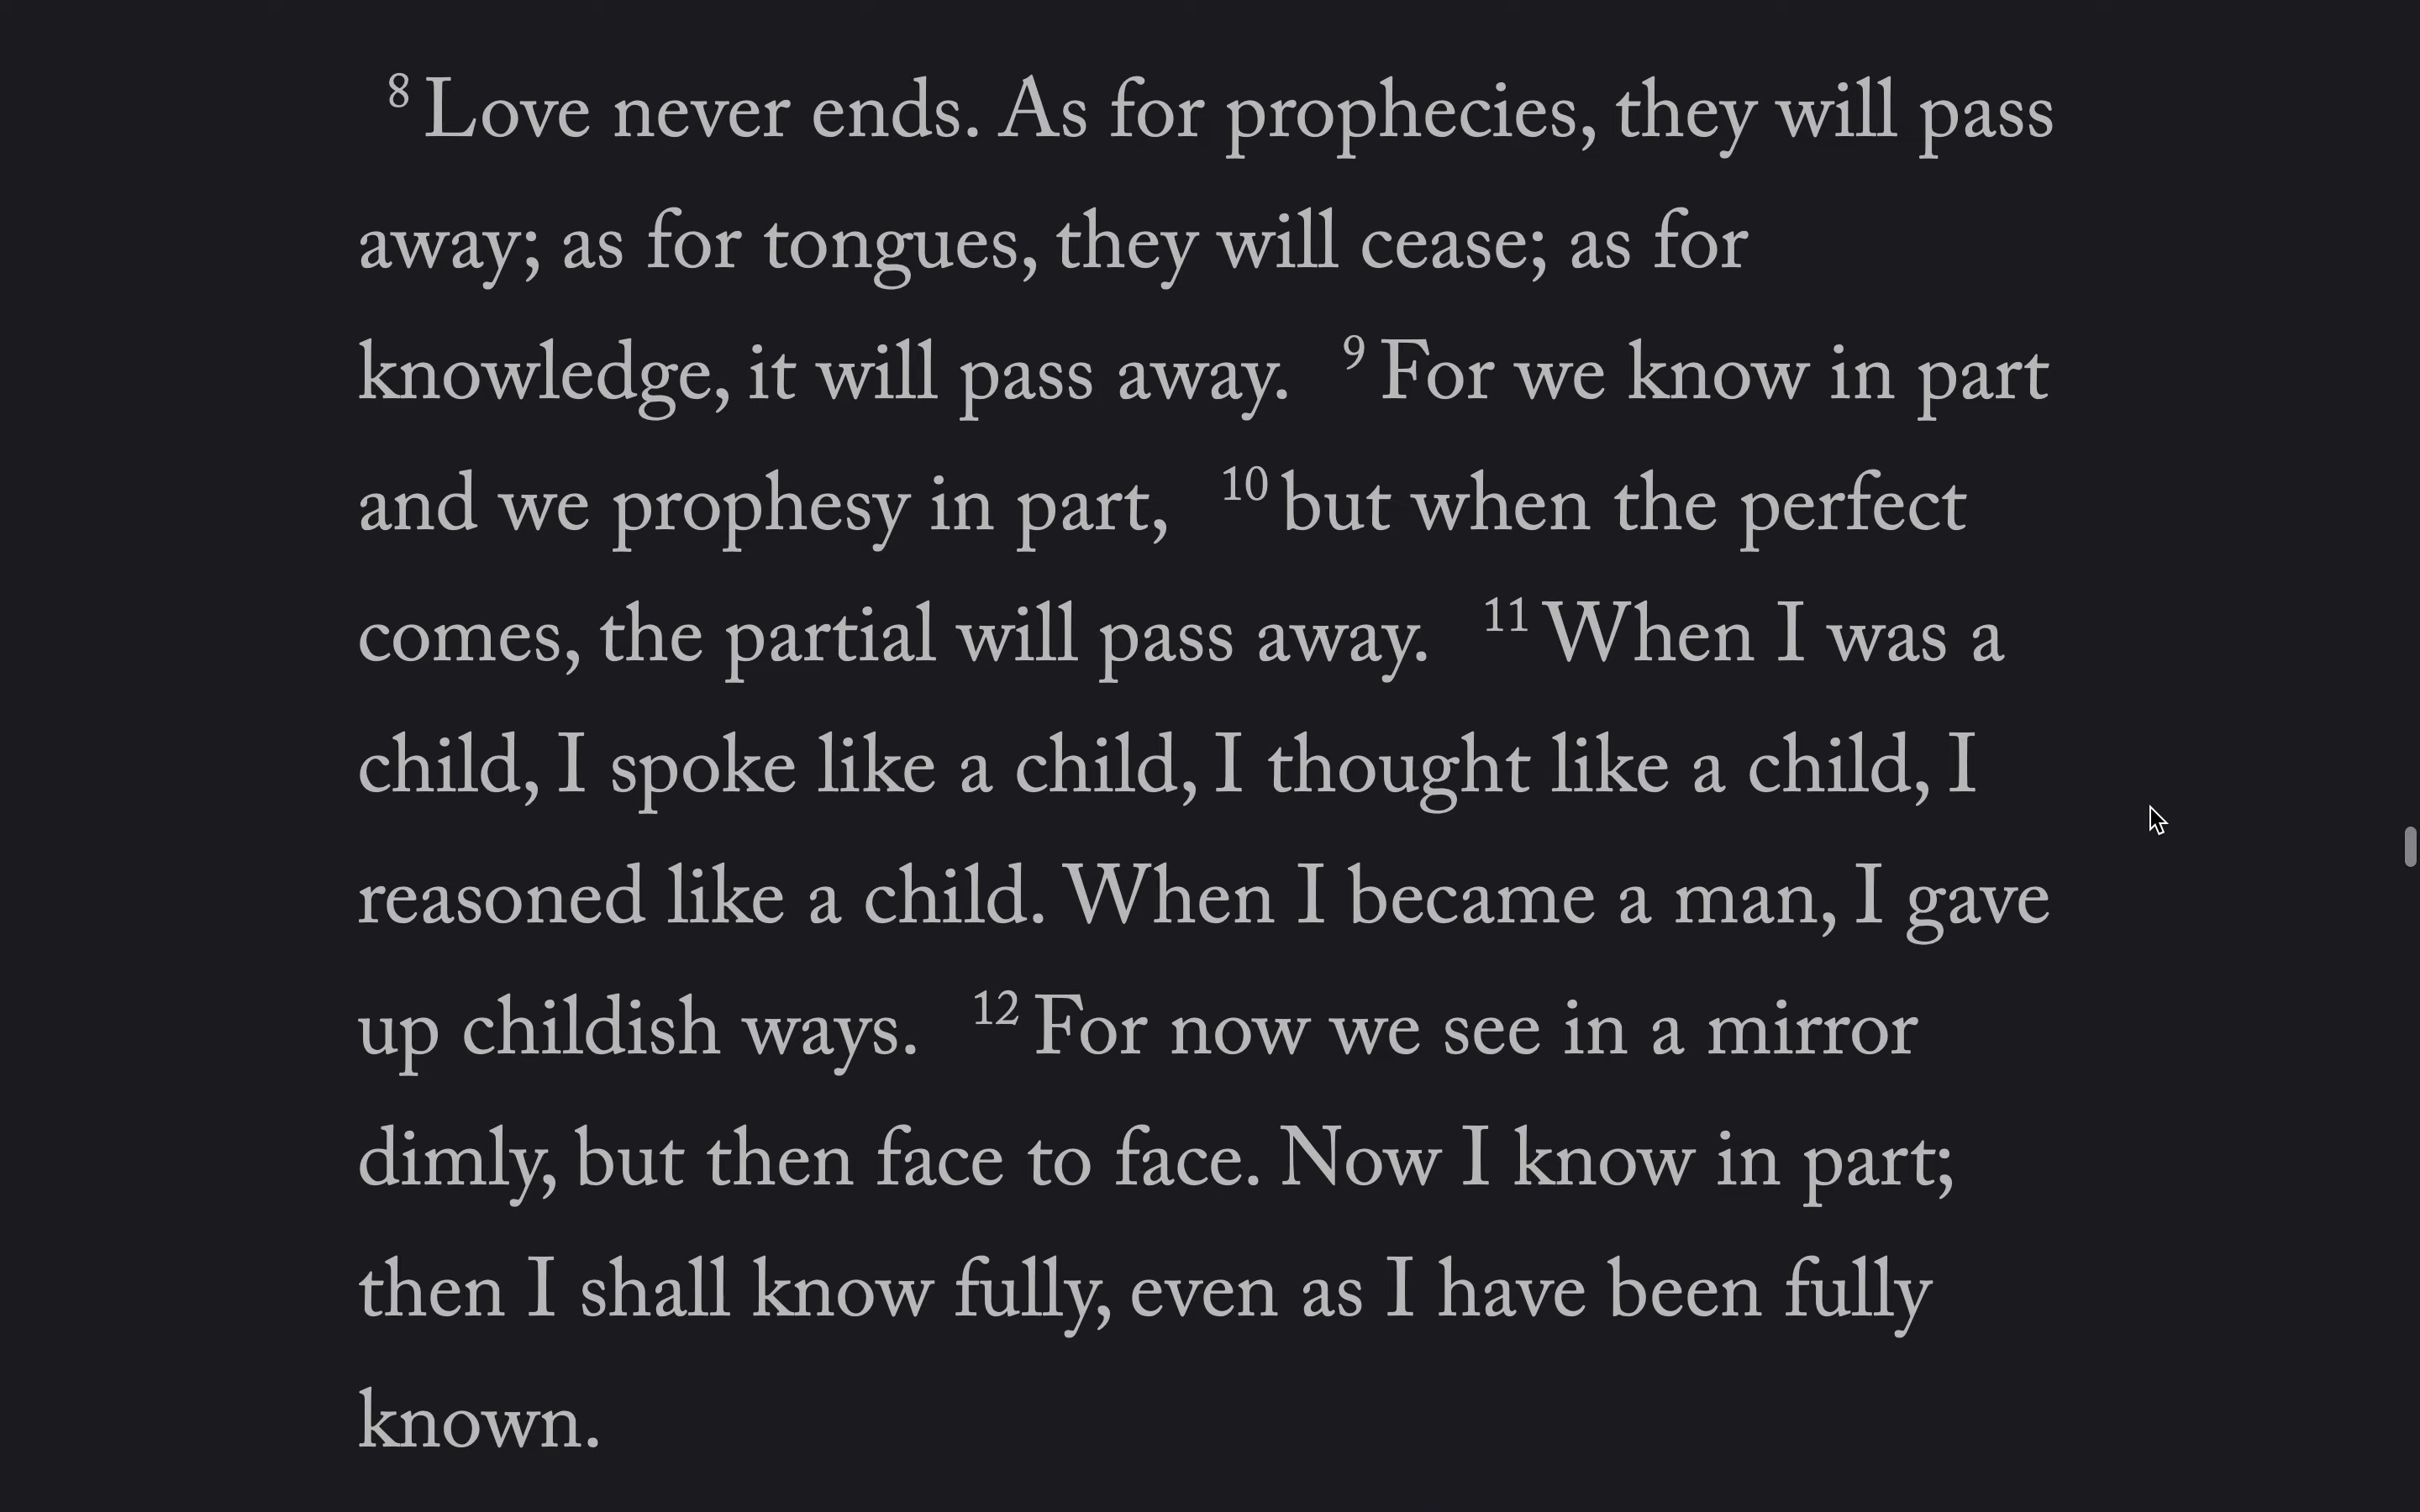 8 Love never ends. As for prophecies, they will pass
away; as for tongues, they will cease; as for
knowledge, it will pass away. 9 For we know in part
and we prophesy in part, 10 but when the perfect
comes, the partial will pass away. 11 When I was a
child, I spoke like a child, I thought like a child, I
reasoned like a child. When I became a man, I gave
up childish ways. 12 For now we see in a mirror
dimly, but then face to face. Now I know in part;
then I shall know fully, even as I have been fully
known.